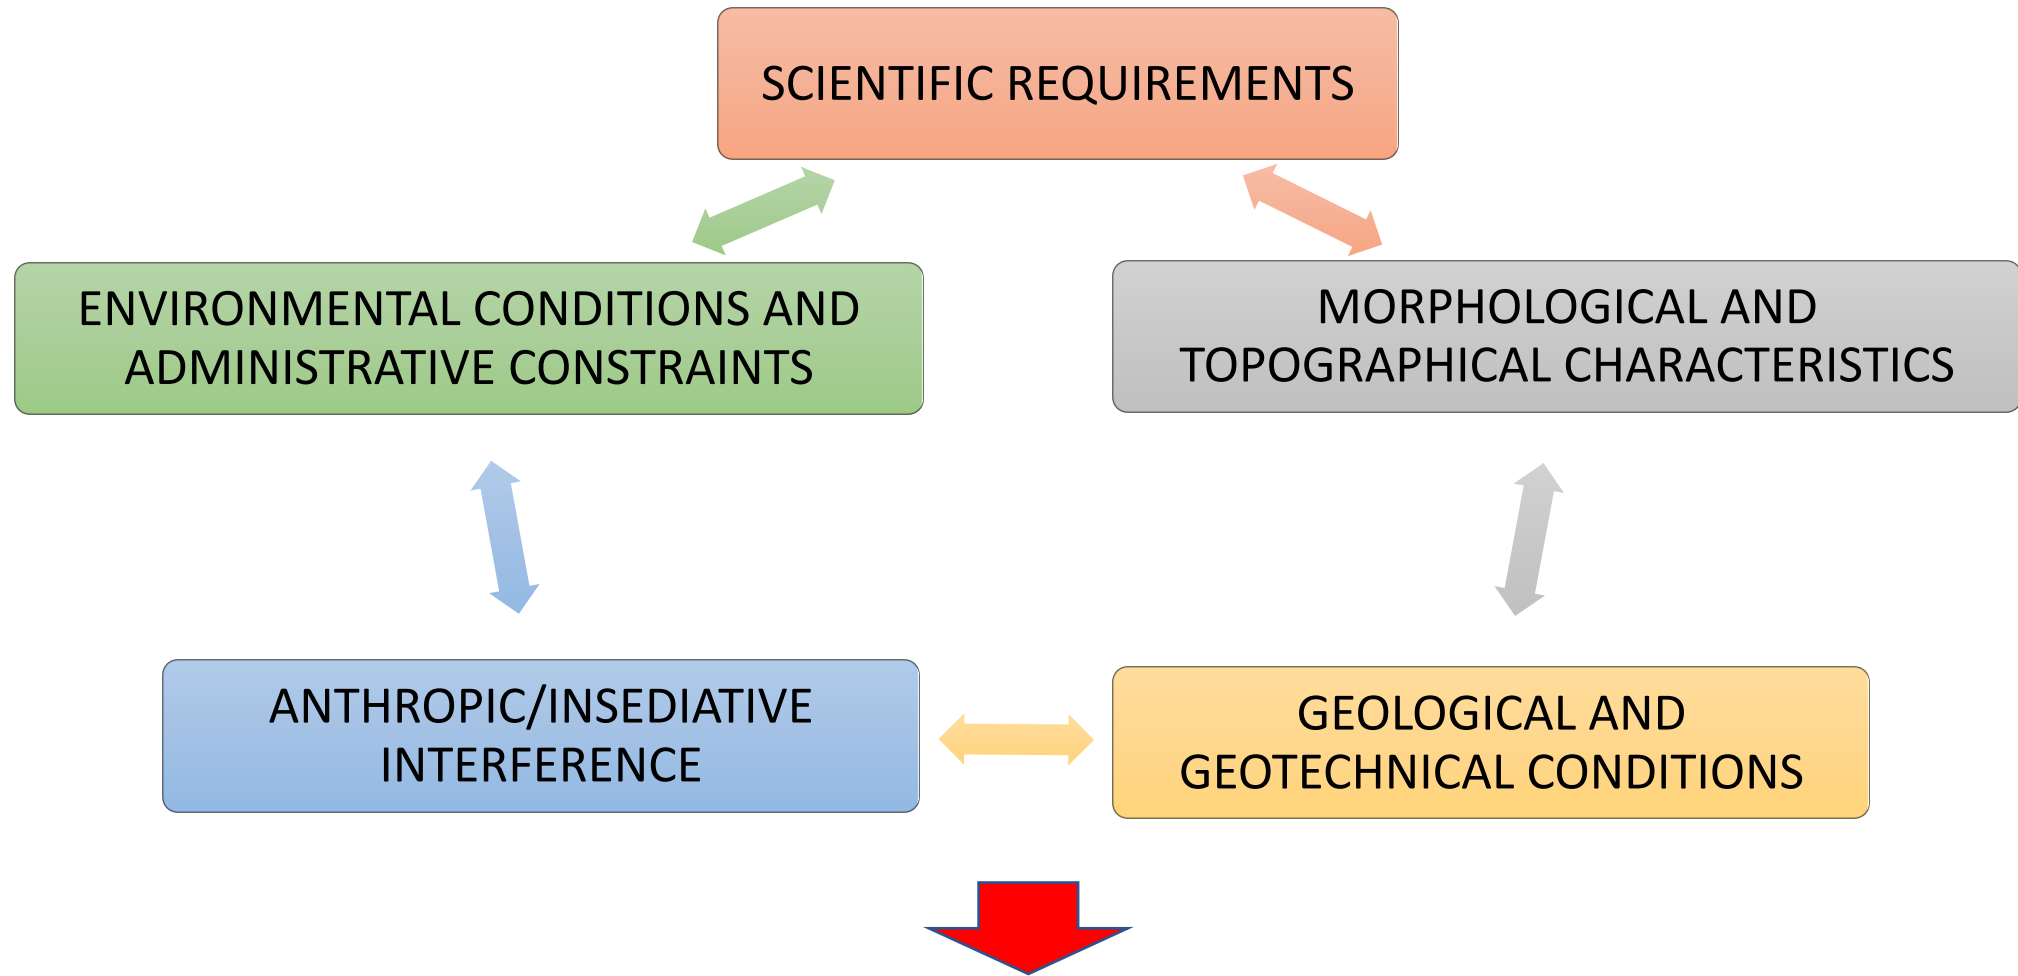 SCIENTIFIC REQUIREMENTS
ENVIRONMENTAL CONDITIONS AND
ADMINISTRATIVE CONSTRAINTS
MORPHOLOGICAL AND
TOPOGRAPHICAL CHARACTERISTICS
ANTHROPIC/INSEDIATIVE
INTERFERENCE
GEOLOGICAL AND
GEOTECHNICAL CONDITIONS